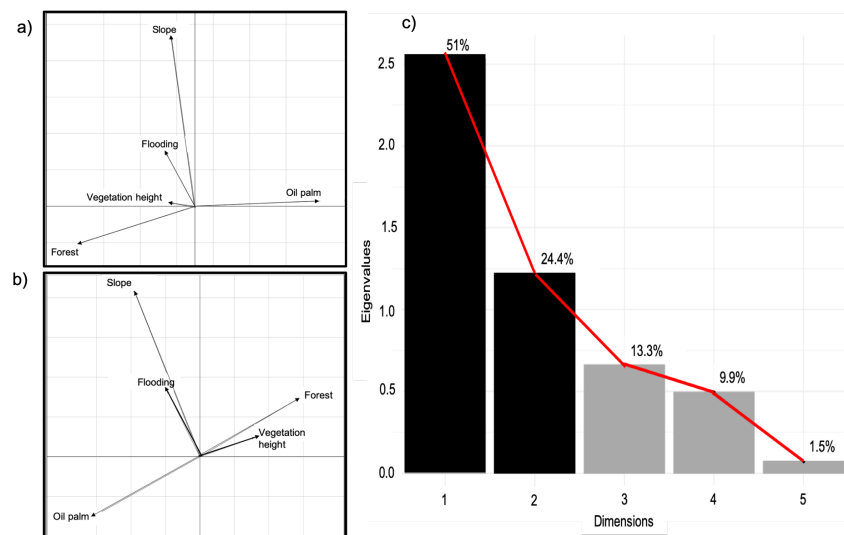 a)
Slope
Flooding
Vegetation height
Oil palm
Forest
b)
Slope
Flooding
Forest
Vegetation
height
Oil palm
c)
51%
24.4%
13.3%
9.9%
1.5%
2.5
2.0
1.5
1.0
0.5
0.0
Eigenvalues
1 2 3 4 5
Dimensions